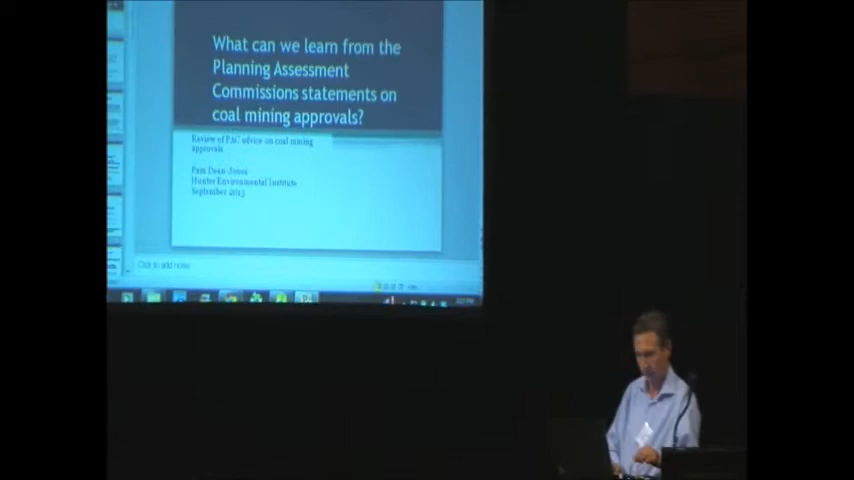 What can we learn from the
Planning Assessment
Commissions statements on
coal mining approvals?
Review of PAC advice on coal mining
approvals
Pam Dean-Jones
Hunter Environmental Institute
September 2013
Click to add notes